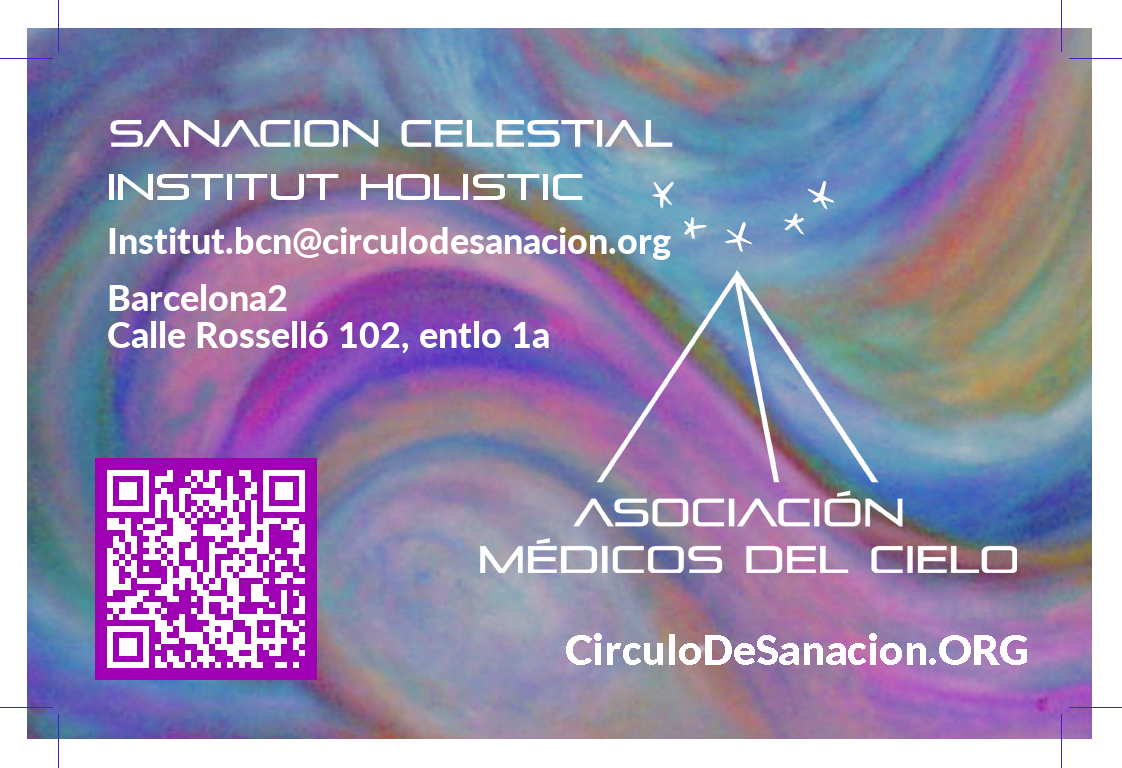 SANACION CELESTIAL
INSTITUT HOLISTIC
Institut.bcn@circulodesanacion.org
Barcelona2
Calle Rosselló 102, entlo 1a
ASOCIACIÓN
MÉDICOS DEL CIELO
CirculoDeSanacion.ORG